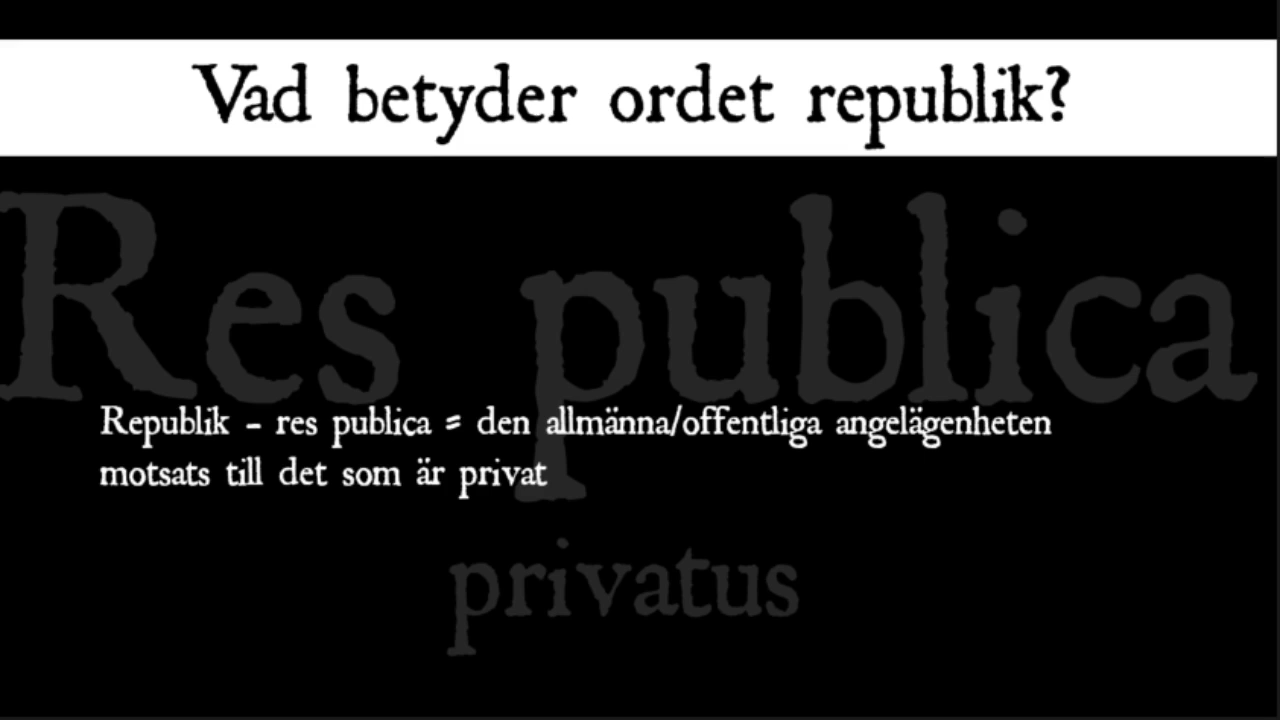 Vad betyder ordet republik?
Res publica
Republik - res publica = den allmänna/offentliga angelägenheten
motsats till det som är privat
privatus